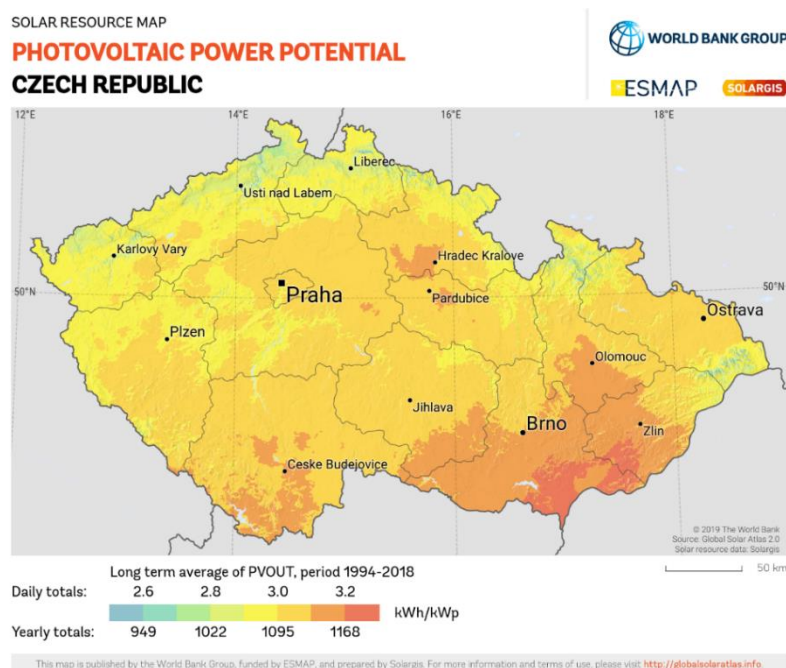 SOLAR RESOURCE MAP
PHOTOVOLTAIC POWER POTENTIAL
CZECH REPUBLIC
WORLD BANK GROUP
ESMAP
SOLARGIS
12°E
14°E
16°E
18°E
Liberec
Usti nad Labem
Karlovy Vary
Hradec Kralove
50°N
50°N
Praha
Pardubice
Ostrava
Plzen
Olomouc
Jihlava
Brno
Zlin
Ceske Budejovice
© 2019 The World Bank
Source: Global Solar Atlas 2.0
Solar resource data: Solargis
Long term average of PVOUT, period 1994-2018
50 km
Daily totals: 2.6 2.8 3.0 3.2
kWh/kWp
Yearly totals: 949 1022 1095 1168
This map is published by the World Bank Group, funded by ESMAP, and prepared by Solargis. For more information and terms of use, please visit http://globalsolaratlas.info.